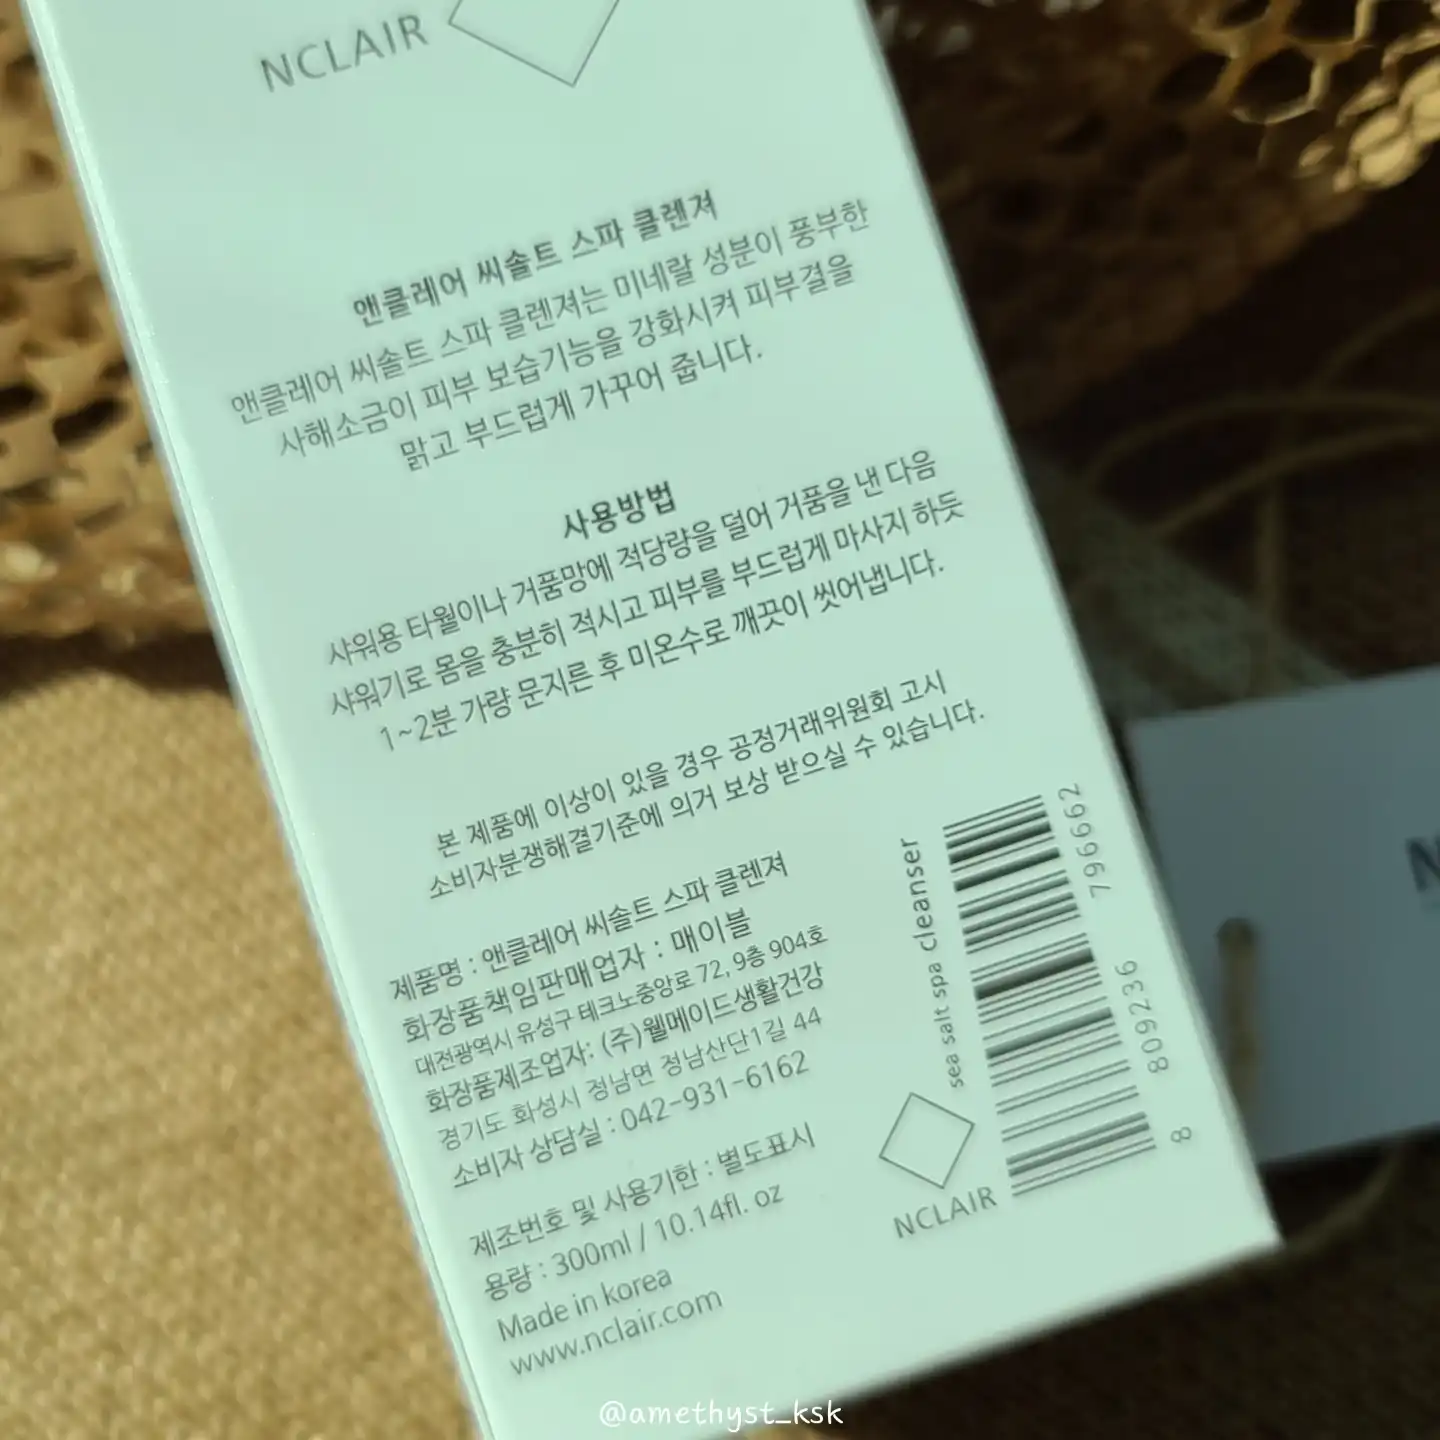 NCLAIR
앤클레어 씨솔트 스파 클렌져
앤클레어 씨솔트 스파 클렌져는 미네랄 성분이 풍부한
사해소금이 피부 보습기능을 강화시켜 피부결을
맑고 부드럽게 가꾸어 줍니다.
사용방법
샤워용 타월이나 거품망에 적당량을 덜어 거품을 낸 다음
샤워기로 몸을 충분히 적시고 피부를 부드럽게 마사지 하듯
1~2분 가량 문지른 후 미온수로 깨끗이 씻어냅니다.
본 제품에 이상이 있을 경우 공정거래위원회 고시
소비자분쟁해결기준에 의거 보상 받으실 수 있습니다.
제품명 : 앤클레어 씨솔트 스파 클렌져
화장품책임판매업자 : 매이블
대전광역시 유성구 테크노중앙로 72, 9층 904호
화장품제조업자: (주)웰메이드생활건강
경기도 화성시 정남면 정남산단1길 44
소비자 상담실 : 042-931-6162
제조번호 및 사용기한 : 별도표시
용량 : 300ml / 10.14fl. oz
Made in korea
www.nclair.com
sea salt spa cleanser
NCLAIR
8 809236 796662
@amethyst_ksk